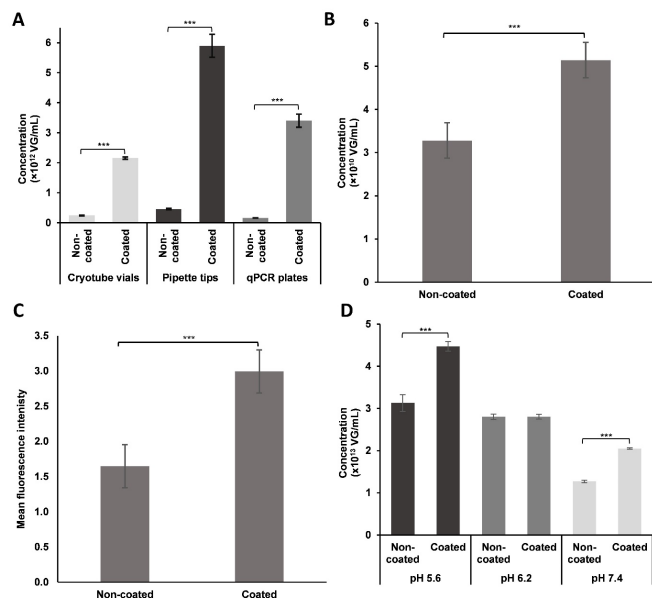 A
Concentration
(×10¹² VG/mL)
6
5
4
3
2
1
0
***
***
***
Non-
coated
Coated
Non-
coated
Coated
Non-
coated
Coated
Cryotube vials
Pipette tips
qPCR plates
B
Concentration
(×10¹⁰ VG/mL)
6
5
3
2
1
0
***
Non-coated
Coated
C
Mean fluorescence intenisty
3.5
3.0
2.5
2.0
1.5
1.0
0.5
0.0
***
Non-coated
Coated
D
Concentration
(x10¹³ VG/mL)
5
4
3
2
1
0
***
***
Non-
coated
Coated
Non-
coated
Coated
Non-
coated
Coated
pH 5.6
pH 6.2
pH 7.4